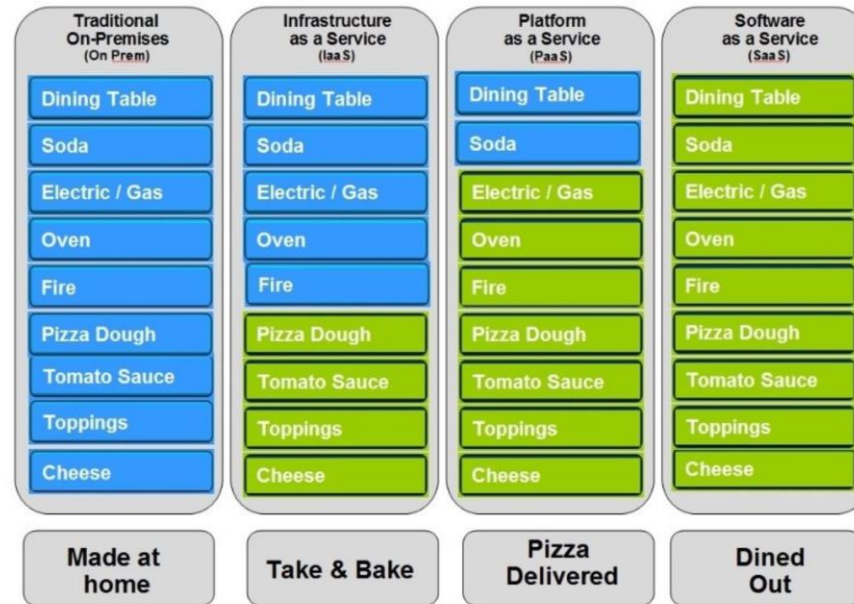 Traditional
On-Premises
(On Prem)
Dining Table
Soda
Electric / Gas
Oven
Fire
Pizza Dough
Tomato Sauce
Toppings
Cheese
Made at
home
Infrastructure
as a Service
(IaaS)
Dining Table
Soda
Electric / Gas
Oven
Fire
Pizza Dough
Tomato Sauce
Toppings
Cheese
Take & Bake
Platform
as a Service
(PaaS)
Dining Table
Soda
Electric / Gas
Oven
Fire
Pizza Dough
Tomato Sauce
Toppings
Cheese
Pizza
Delivered
Software
as a Service
(SaaS)
Dining Table
Soda
Electric / Gas
Oven
Fire
Pizza Dough
Tomato Sauce
Toppings
Cheese
Dined
Out